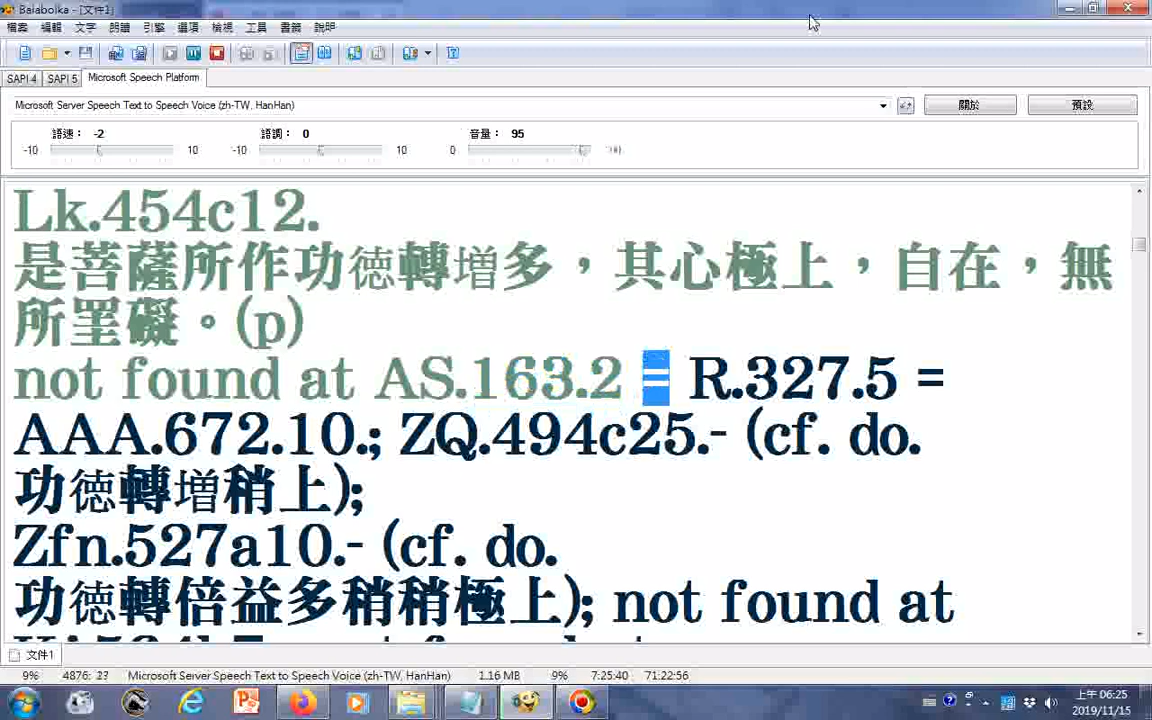 Balabolka - [文件1]
檔案 編輯 文字 朗讀 引擎 選項 檢視 工具 書籤 說明
SAPI 4 SAPI 5 Microsoft Speech Platform
Microsoft Server Speech Text to Speech Voice (zh-TW, HanHan) 關於 預設
語速: -2 語調: 0 音量: 95
-10 10 -10 10 0
Lk.454c12.
是菩薩所作功徳轉増多，其心極上，自在，無
所罣礙。(p)
not found at AS.163.2 = R.327.5 =
AAA.672.10.; ZQ.494c25.- (cf. do.
功徳轉増稍上);
Zfn.527a10.- (cf. do.
功徳轉倍益多稍稍極上); not found at
文件1
9% 4876: 23 Microsoft Server Speech Text to Speech Voice (zh-TW, HanHan) 1.16 MB 9% 7:25:40 71:22:56
上午 06:25
2019/11/15